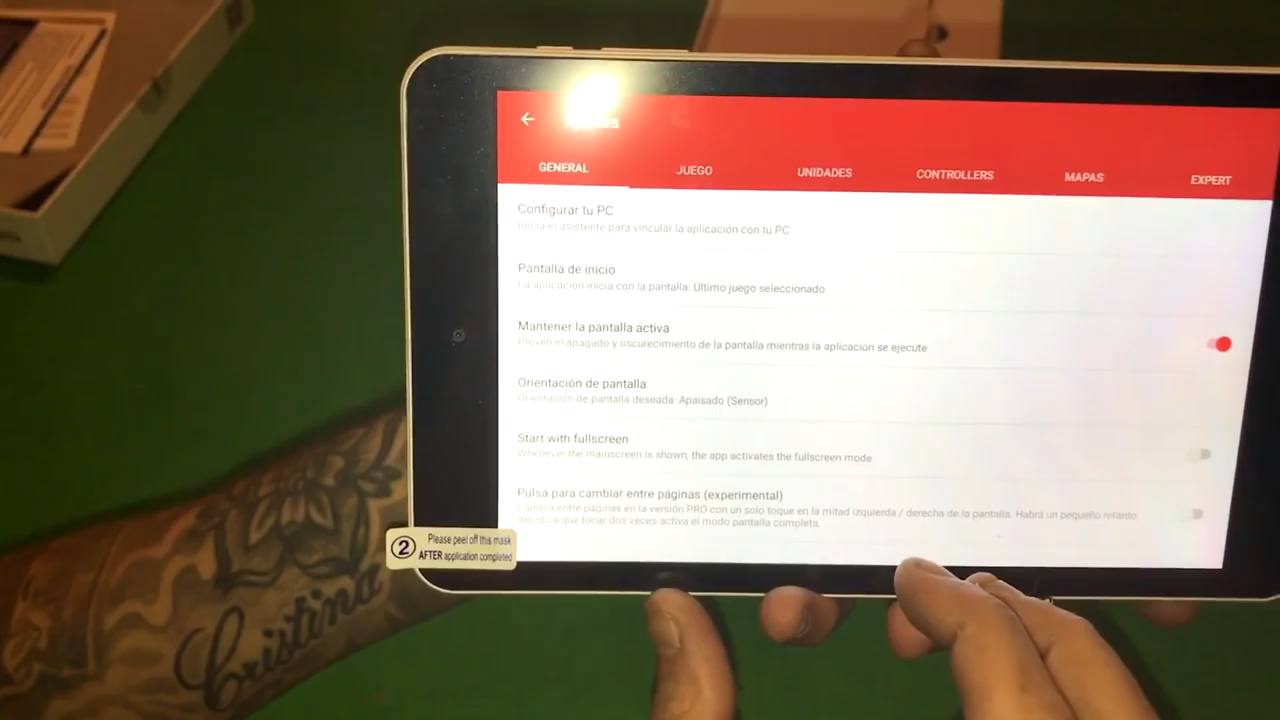 GENERAL JUEGO UNIDADES CONTROLLERS MAPAS EXPERT
Configurar tu PC
Inicia el asistente para vincular la aplicación con tu PC
Pantalla de inicio
La aplicación inicia con la pantalla: Último juego seleccionado
Mantener la pantalla activa
Preven el apagado y oscurecimiento de la pantalla mientras la aplicación se ejecute
Orientación de pantalla
Orientación de pantalla deseada: Apaisado (Sensor)
Start with fullscreen
Whenever the mainscreen is shown, the app activates the fullscreen mode
Pulsa para cambiar entre páginas (experimental)
Cambia entre páginas en la versión PRO con un solo toque en la mitad izquierda / derecha de la pantalla. Habrá un pequeño retardo
debido a que tocar dos veces activa el modo pantalla completa.
2 Please peel off this mask
AFTER application completed
Cristina